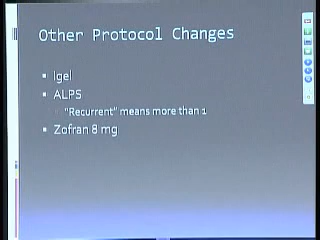 Other Protocol Changes
Igel
ALPS
"Recurrent" means more than 1
Zofran 8 mg